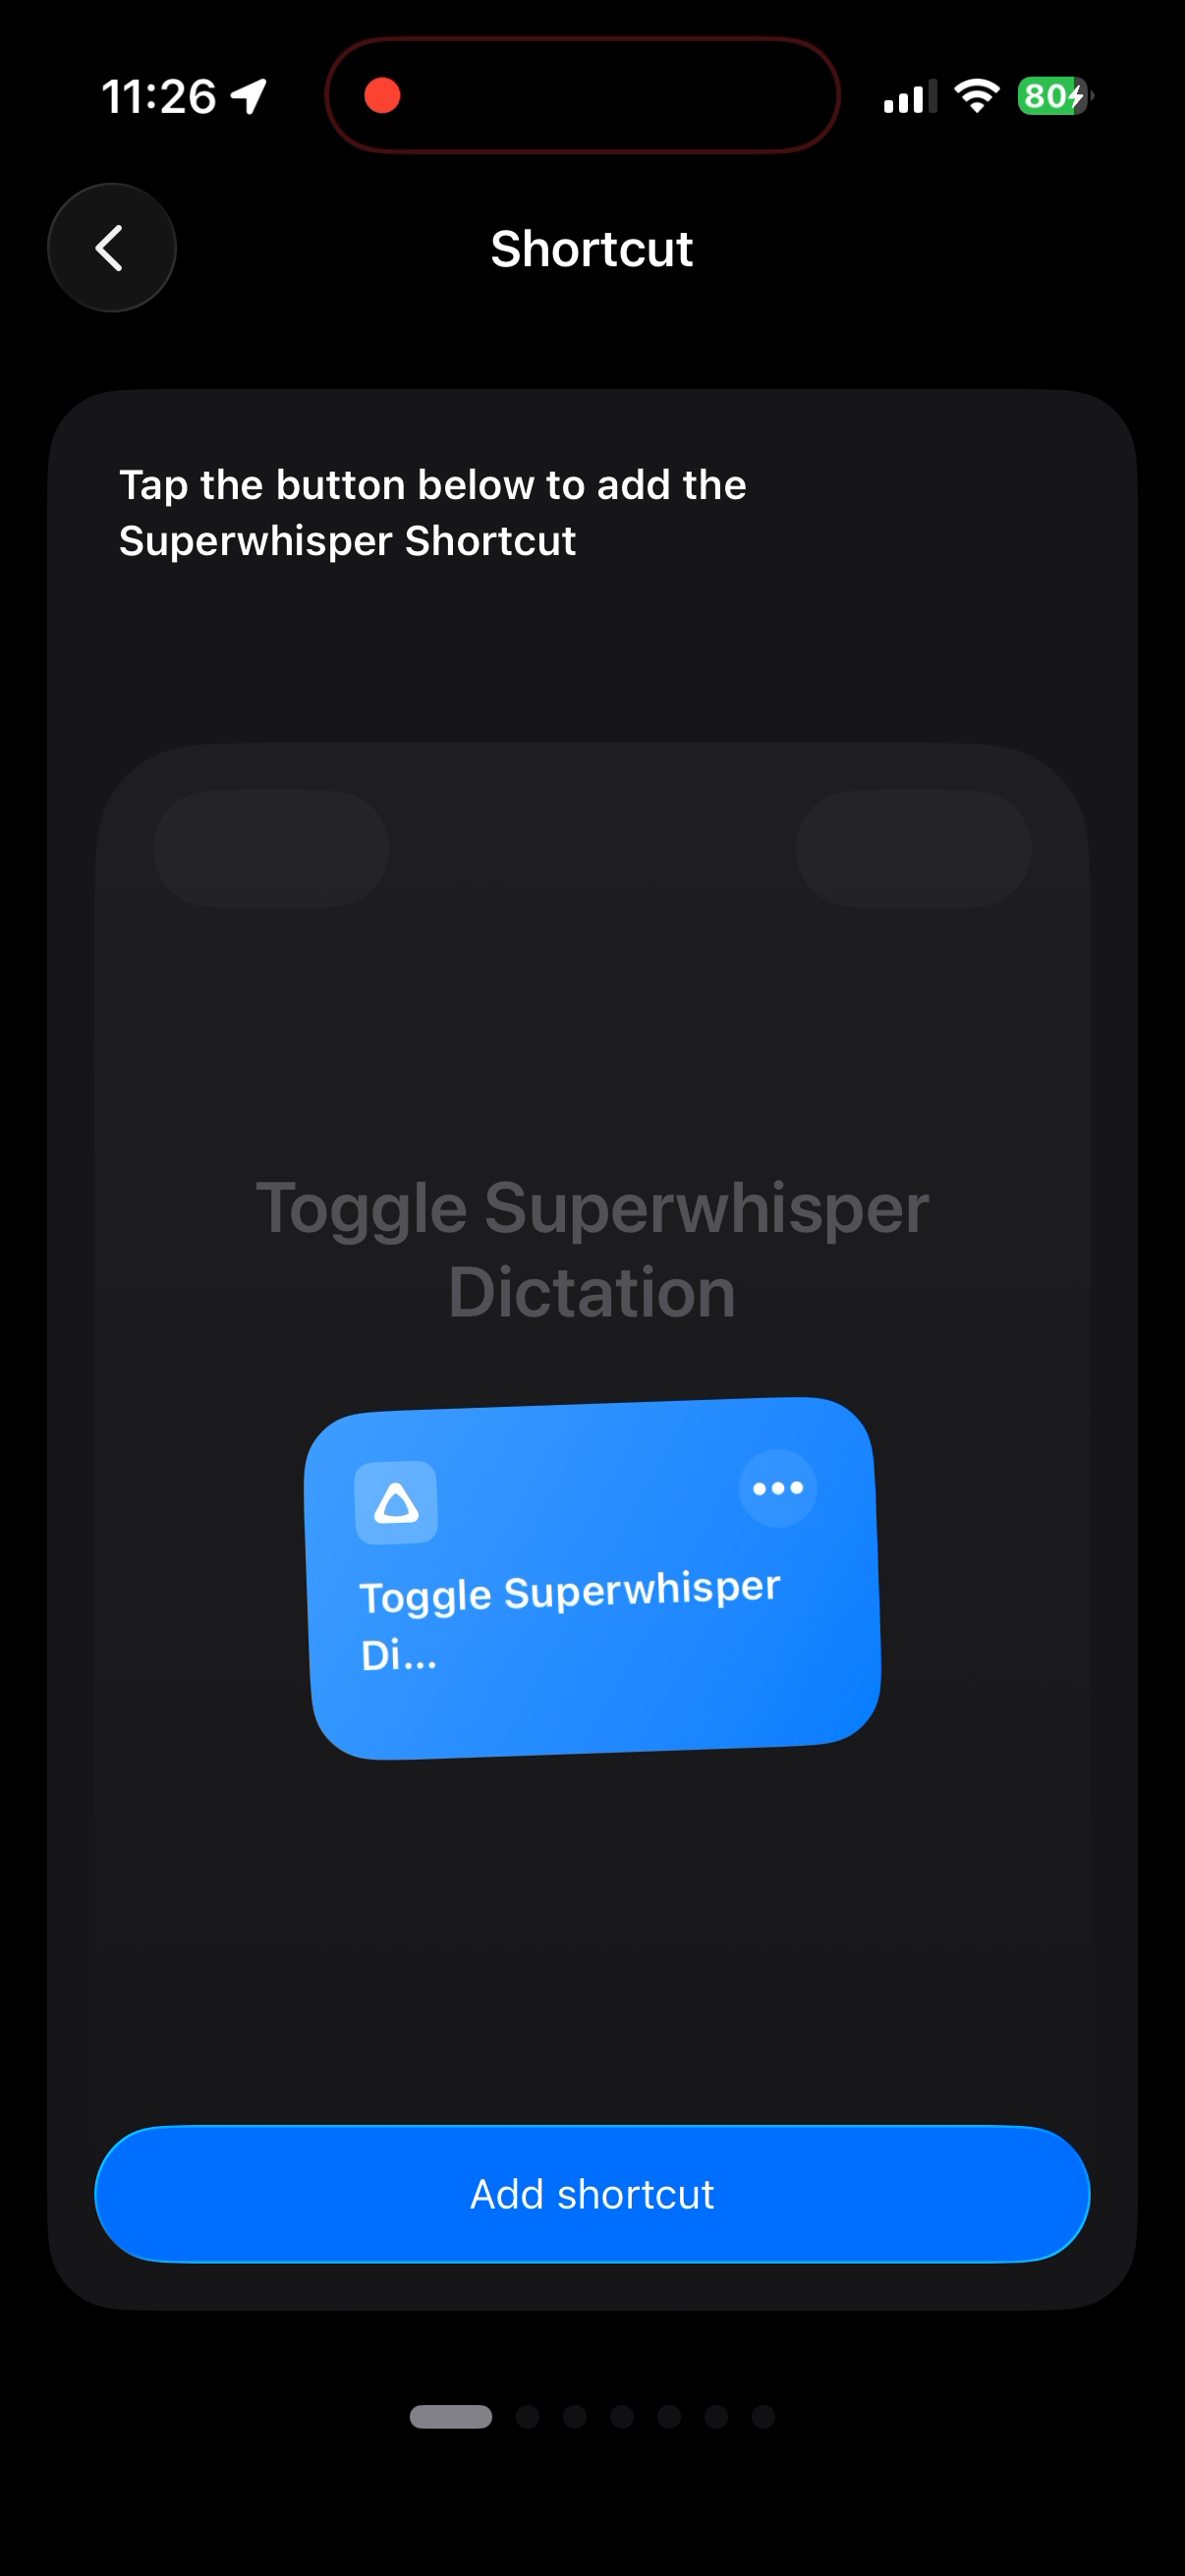 11:26
80
Shortcut
Tap the button below to add the
Superwhisper Shortcut
Toggle Superwhisper
Dictation
Toggle Superwhisper
Di...
Add shortcut